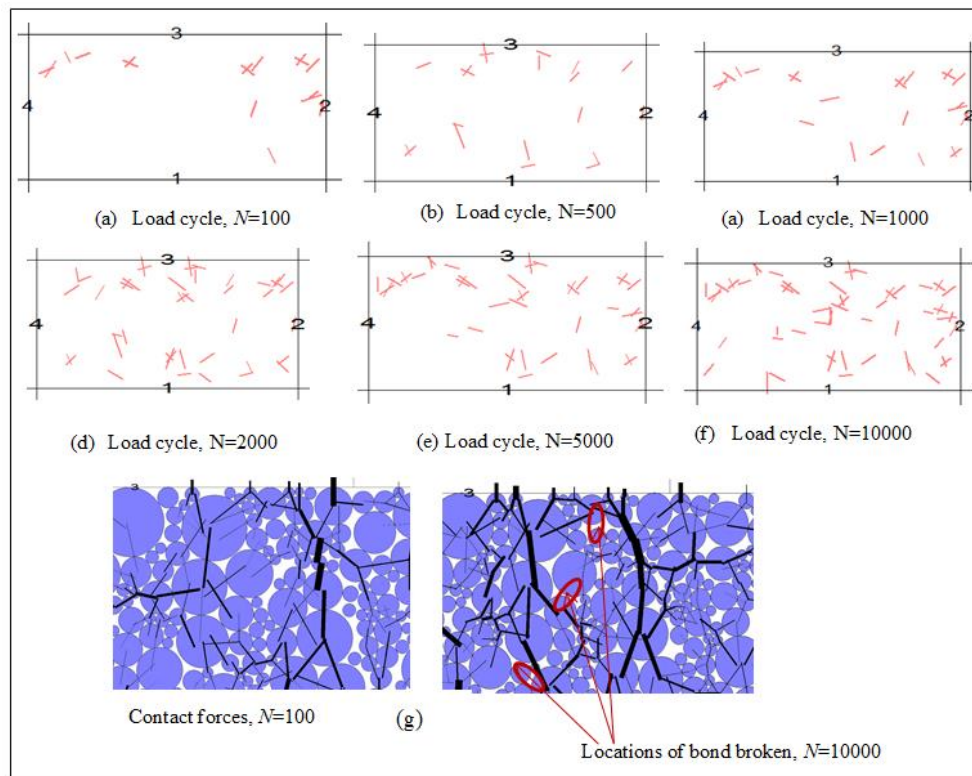 3
4
2
1
(a) Load cycle, N=100
3
2
1
(b) Load cycle, N=500
3
4
2
1
(a) Load cycle, N=1000
3
4
2
1
(d) Load cycle, N=2000
3
4
2
1
(e) Load cycle, N=5000
3
4
2
1
(f) Load cycle, N=10000
3
3
Contact forces, N=100
(g)
Locations of bond broken, N=10000